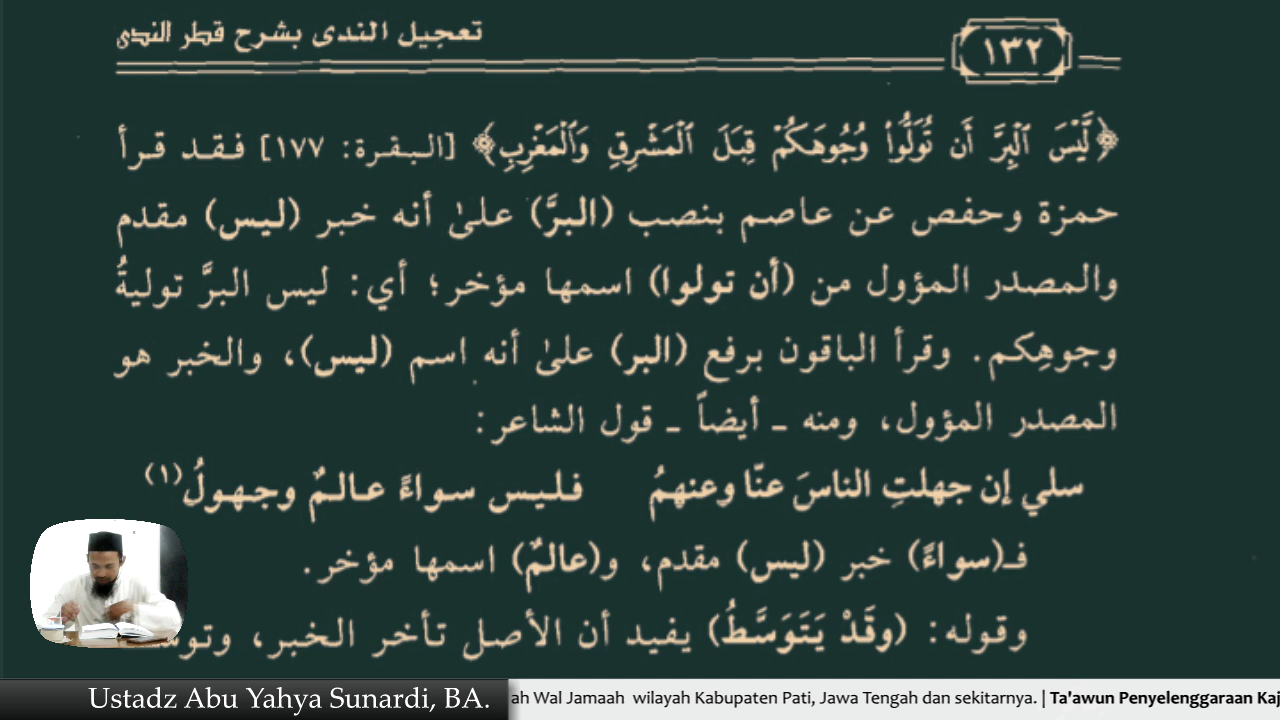 تعجيل الندى بشرح قطر الندى
١٣٢
﴿لَّيْسَ ٱلْبِرَّ أَن تُوَلُّوا۟ وُجُوهَكُمْ قِبَلَ ٱلْمَشْرِقِ وَٱلْمَغْرِبِ﴾ [البقرة: ١٧٧] فقد قرأ
حمزة وحفص عن عاصم بنصب (البرَّ) علىٰ أنه خبر (ليس) مقدم
والمصدر المؤول من (أن تولوا) اسمها مؤخر؛ أي: ليس البرَّ توليةُ
وجوهِكم. وقرأ الباقون برفع (البر) علىٰ أنه اسم (ليس)، والخبر هو
المصدر المؤول، ومنه ـ أيضاً ـ قول الشاعر:
سلي إن جهلتِ الناسَ عنّا وعنهمُ فليس سواءً عالمٌ وجهولُ(١)
فـ(سواءً) خبر (ليس) مقدم، و(عالمٌ) اسمها مؤخر.
وقوله: (وقَدْ يَتَوَسَّطُ) يفيد أن الأصل تأخر الخبر،
Ustadz Abu Yahya Sunardi, BA.
ah Wal Jamaah wilayah Kabupaten Pati, Jawa Tengah dan sekitarnya. | Ta'awun Penyelenggaraan Kaj